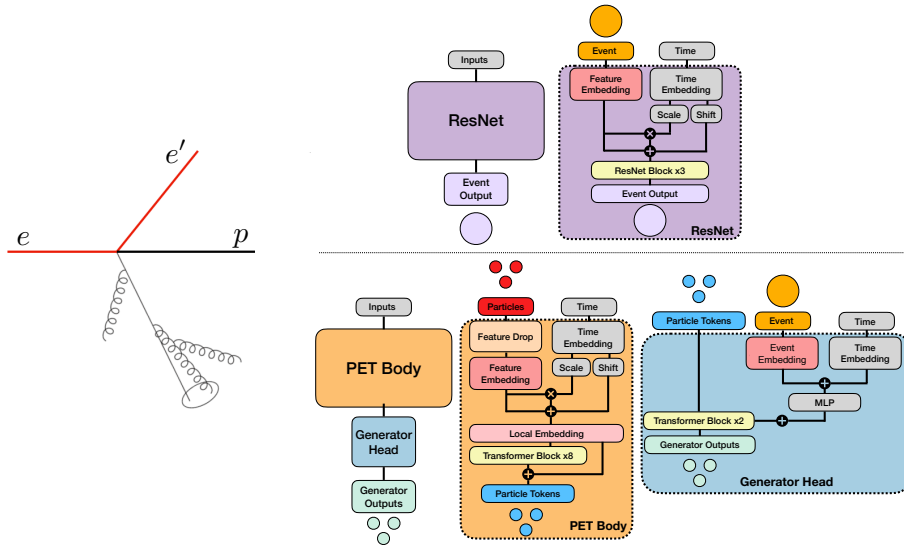 e'
e
p
Inputs
ResNet
Event
Output
Event
Time
Feature
Embedding
Time
Embedding
Scale
Shift
ResNet Block x3
Event Output
ResNet
Inputs
PET Body
Generator
Head
Generator
Outputs
Particles
Time
Feature Drop
Time
Embedding
Feature
Embedding
Scale
Shift
Local Embedding
Transformer Block x8
Particle Tokens
PET Body
Particle Tokens
Event
Time
Event
Embedding
Time
Embedding
MLP
Transformer Block x2
Generator Outputs
Generator Head